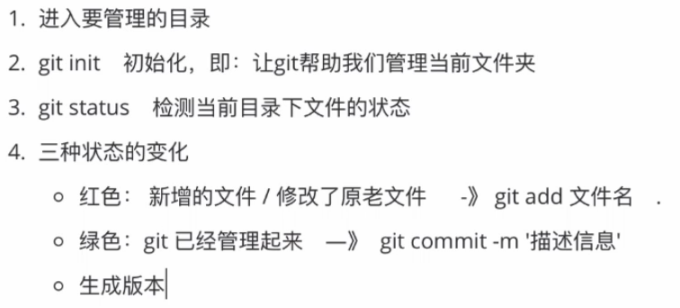 1. 进入要管理的目录
2. git init 初始化，即：让git帮助我们管理当前文件夹
3. git status 检测当前目录下文件的状态
4. 三种状态的变化
○ 红色： 新增的文件 / 修改了原老文件 -》 git add 文件名 .
○ 绿色：git 已经管理起来 —》 git commit -m '描述信息'
○ 生成版本